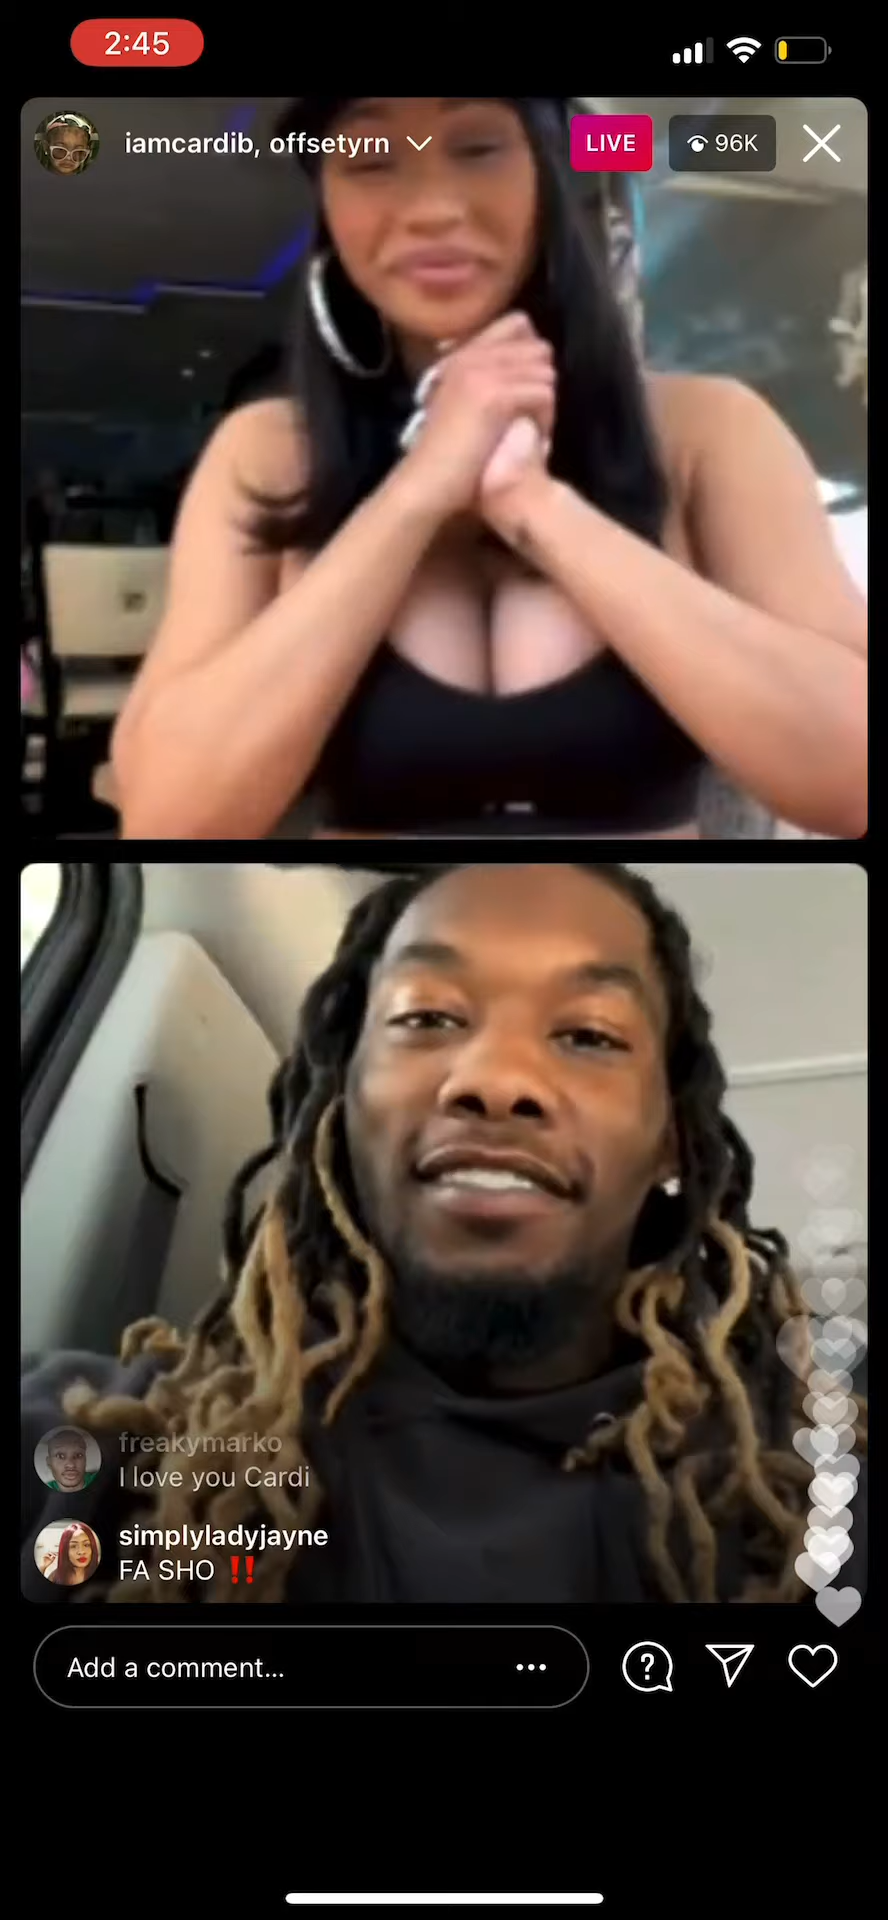 2:45
iamcardib, offsetyrn
LIVE
96K
freakymarko
I love you Cardi
simplyladyjayne
FA SHO ‼️
Add a comment...